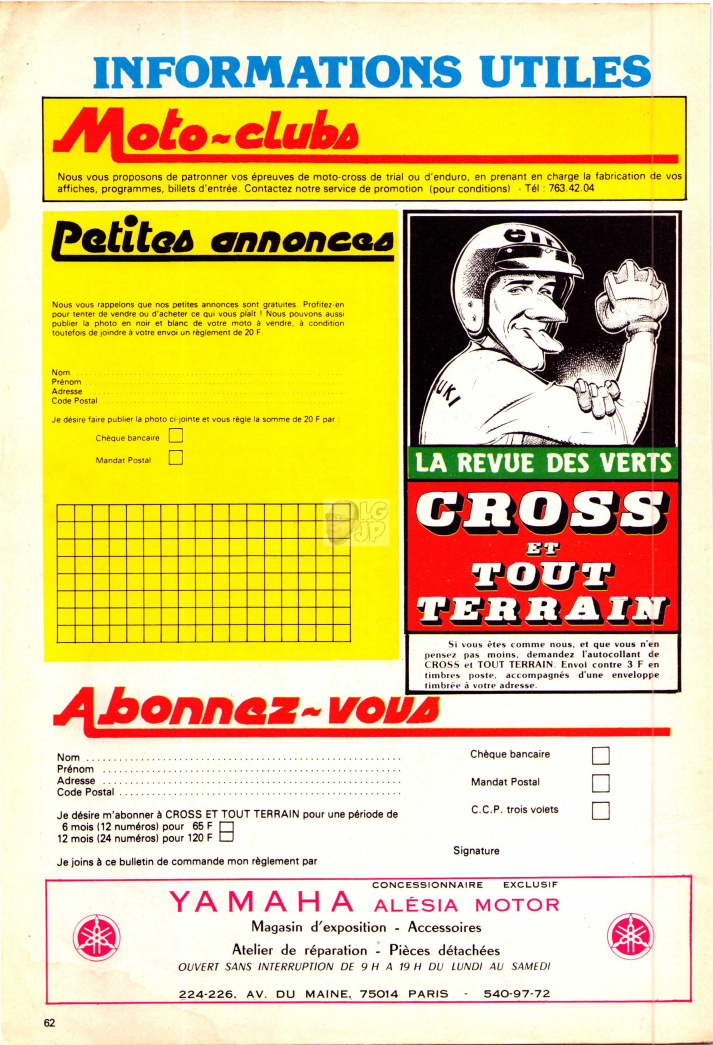 INFORMATIONS UTILES
Moto~clubs
Nous vous proposons de patronner vos épreuves de moto-cross de trial ou d'enduro, en prenant en charge la fabrication de vos
affiches, programmes, billets d'entrée. Contactez notre service de promotion (pour conditions) - Tél : 763.42.04
Petites annonces
Nous vous rappelons que nos petites annonces sont gratuites. Profitez-en
pour tenter de vendre ou d'acheter ce qui vous plaît ! Nous pouvons aussi
publier la photo en noir et blanc de votre moto à vendre, à condition
toutefois de joindre à votre envoi un règlement de 20 F.
Nom
Prénom
Adresse
Code Postal
Je désire faire publier la photo ci-jointe et vous règle la somme de 20 F par :
Chèque bancaire
Mandat Postal
LG
JP
UKI
LA REVUE DES VERTS
CROSS
ET
TOUT
TERRAIN
Si vous êtes comme nous, et que vous n'en
pensez pas moins, demandez l'autocollant de
CROSS et TOUT TERRAIN. Envoi contre 3 F en
timbres poste, accompagnés d'une enveloppe
timbrée à votre adresse.
Abonnez~vous
Nom
Prénom
Adresse
Code Postal
Chèque bancaire
Mandat Postal
C.C.P. trois volets
Je désire m'abonner à CROSS ET TOUT TERRAIN pour une période de
6 mois (12 numéros) pour 65 F
12 mois (24 numéros) pour 120 F
Signature
Je joins à ce bulletin de commande mon règlement par
CONCESSIONNAIRE EXCLUSIF
YAMAHA ALÉSIA MOTOR
Magasin d'exposition - Accessoires
Atelier de réparation - Pièces détachées
OUVERT SANS INTERRUPTION DE 9 H A 19 H DU LUNDI AU SAMEDI
224-226, AV. DU MAINE, 75014 PARIS - 540-97-72
62